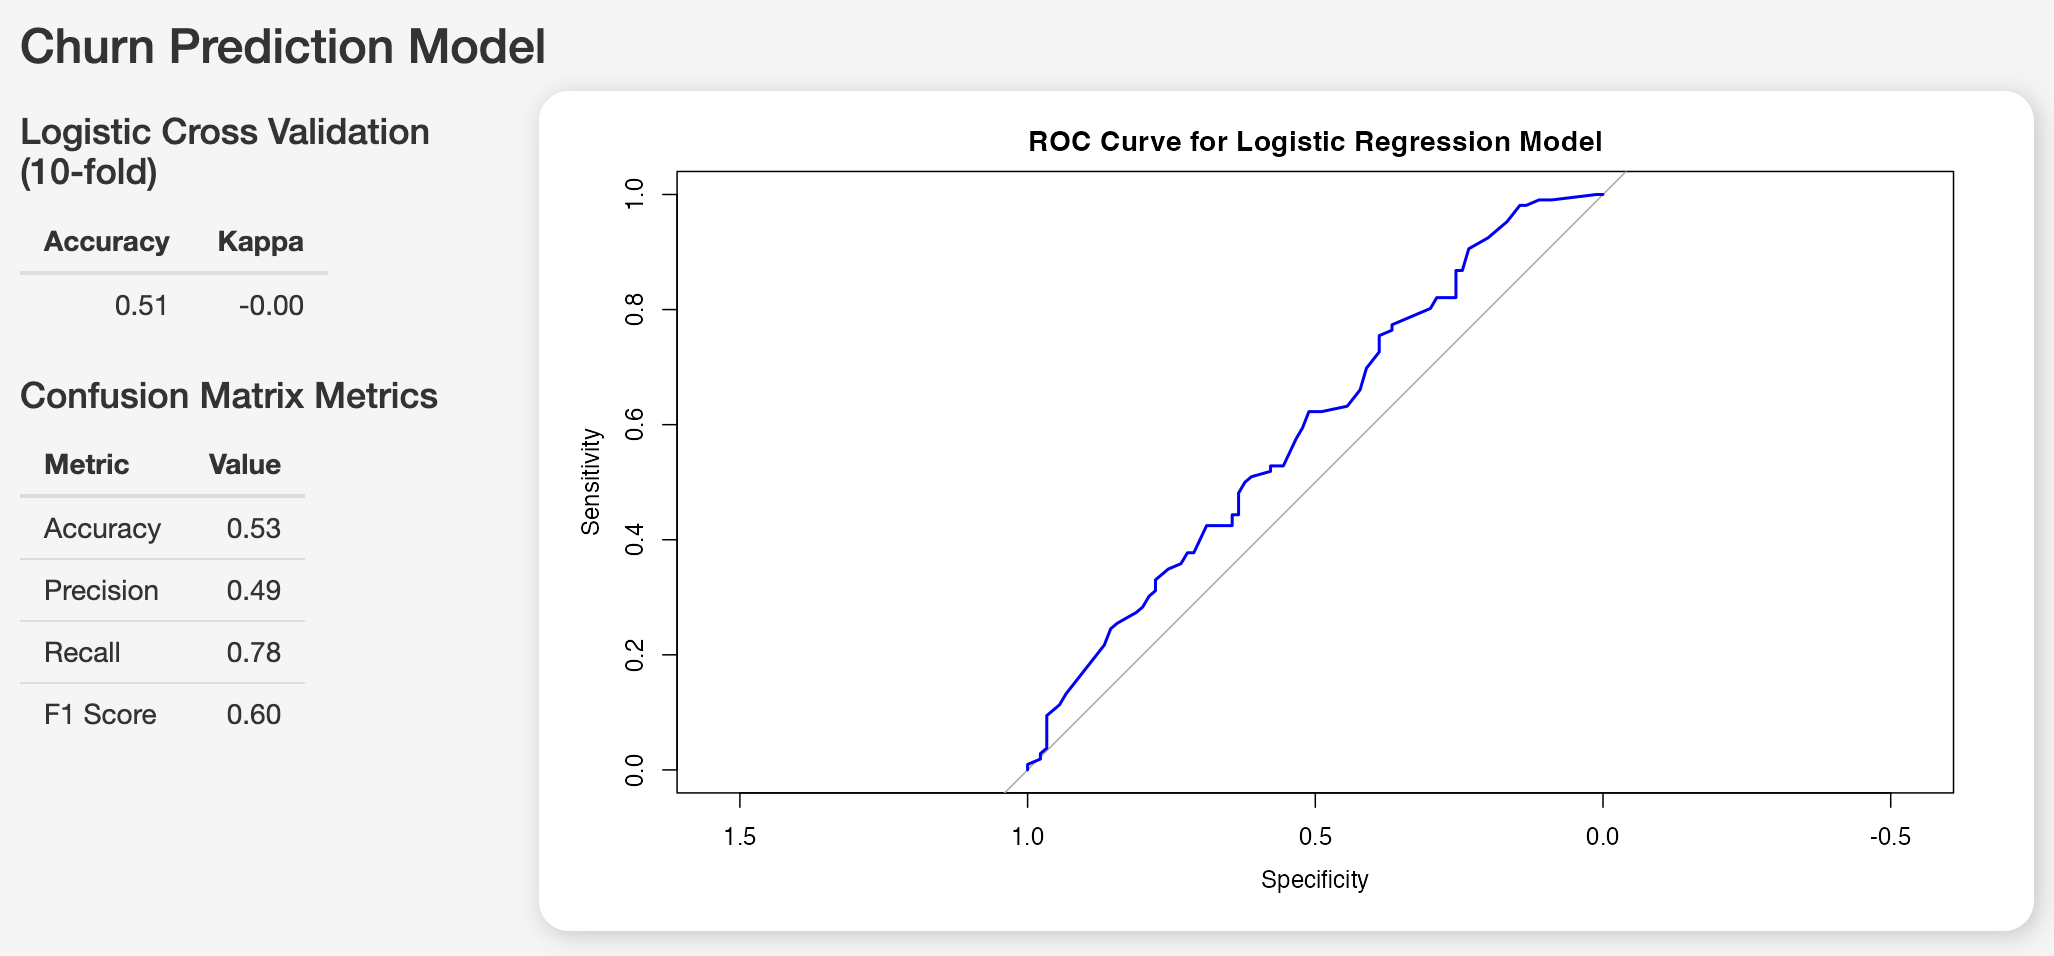 Churn Prediction Model
Logistic Cross Validation
(10-fold)
Accuracy Kappa
0.51 -0.00
Confusion Matrix Metrics
Metric Value
Accuracy 0.53
Precision 0.49
Recall 0.78
F1 Score 0.60
ROC Curve for Logistic Regression Model
Sensitivity
1.0
0.8
0.6
0.4
0.2
0.0
1.5 1.0 0.5 0.0 -0.5
Specificity